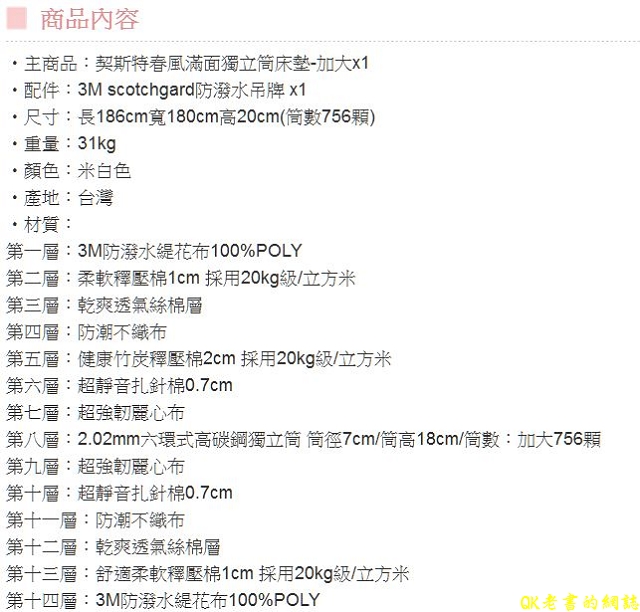 商品內容
・主商品：契斯特春風滿面獨立筒床墊-加大x1
・配件：3M scotchgard防潑水吊牌 x1
・尺寸：長186cm寬180cm高20cm(筒數756顆)
・重量：31kg
・顏色：米白色
・產地：台灣
・材質：
第一層：3M防潑水緹花布100%POLY
第二層：柔軟釋壓棉1cm 採用20kg級/立方米
第三層：乾爽透氣絲棉層
第四層：防潮不織布
第五層：健康竹炭釋壓棉2cm 採用20kg級/立方米
第六層：超靜音扎針棉0.7cm
第七層：超強韌麗心布
第八層：2.02mm六環式高碳鋼獨立筒 筒徑7cm/筒高18cm/筒數：加大756顆
第九層：超強韌麗心布
第十層：超靜音扎針棉0.7cm
第十一層：防潮不織布
第十二層：乾爽透氣絲棉層
第十三層：舒適柔軟釋壓棉1cm 採用20kg級/立方米
第十四層：3M防潑水緹花布100%POLY
QK老書的網誌